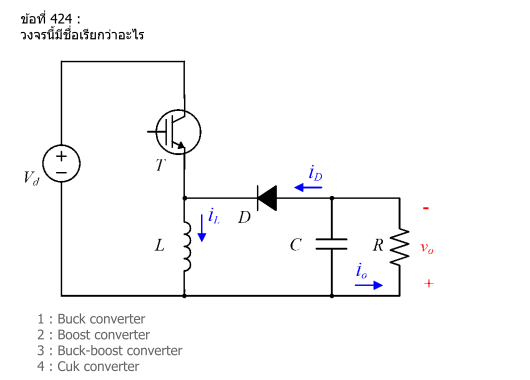 ข้อที่ 424 :
วงจรนี้มีชื่อเรียกว่าอะไร
T
+
−
V_d
i_D
-
i_L
D
L
C
R
v_o
i_o
+
1 : Buck converter
2 : Boost converter
3 : Buck-boost converter
4 : Cuk converter